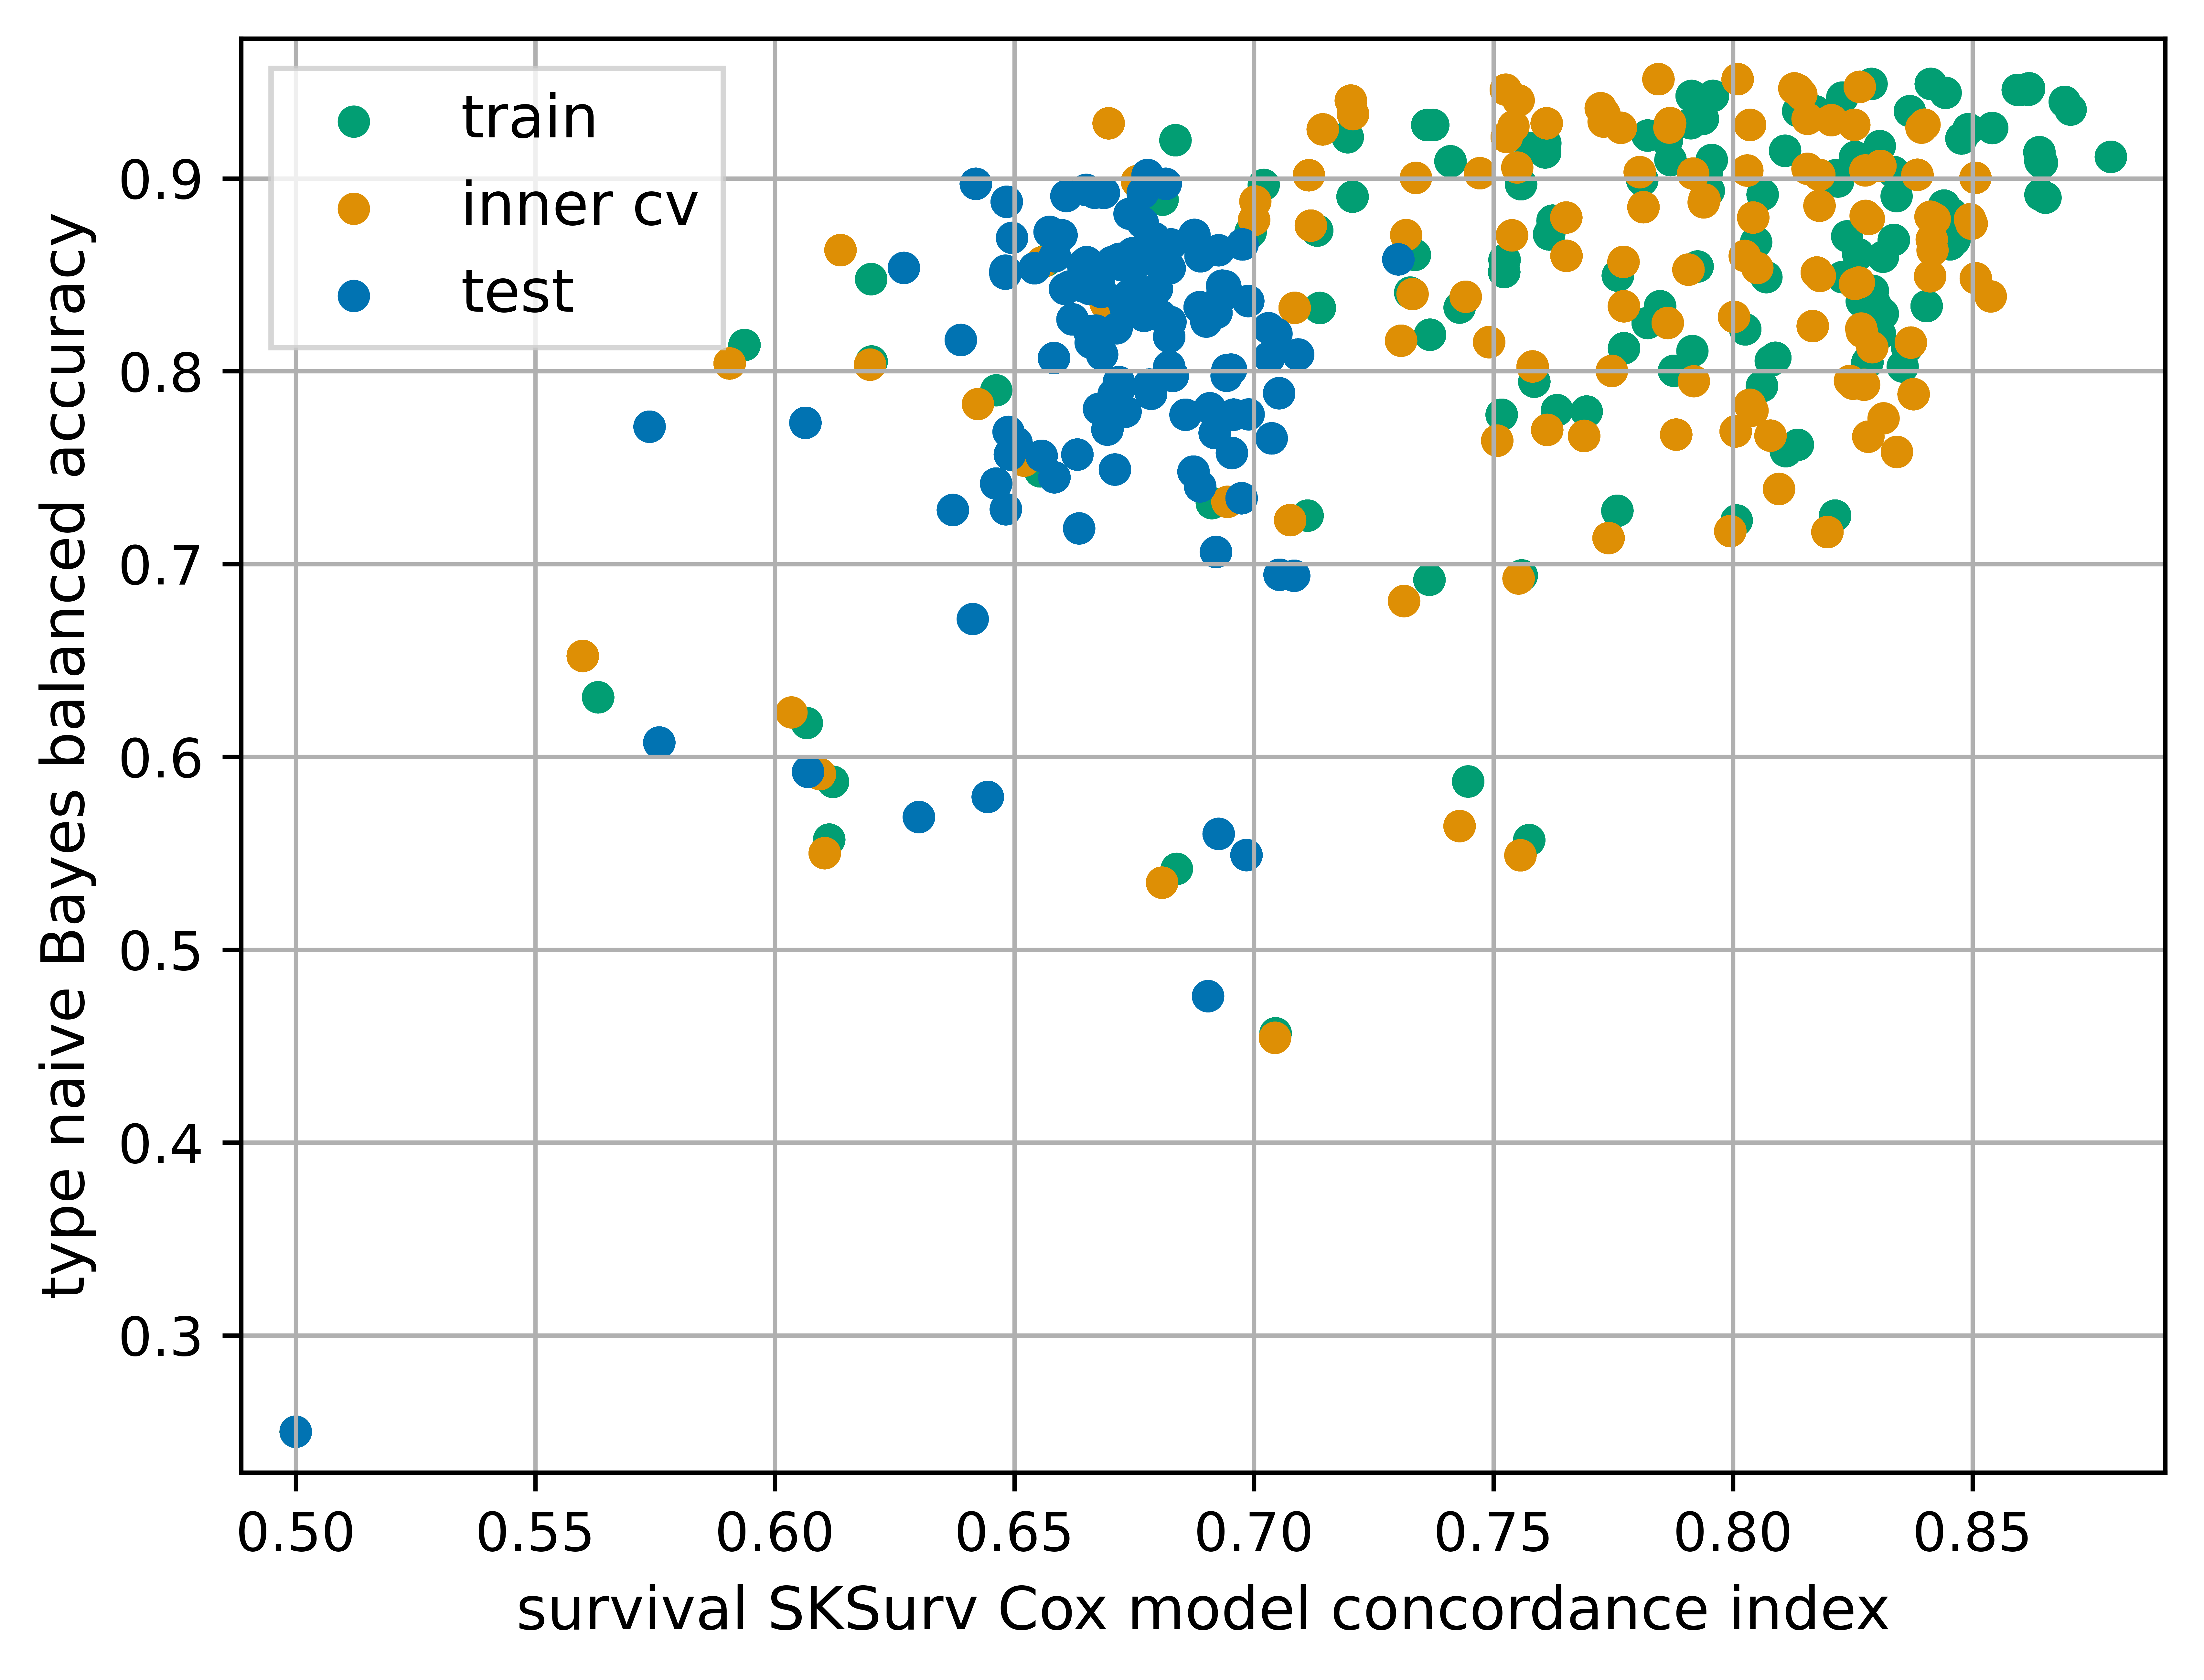 train
inner cv
test
type naive Bayes balanced accuracy
0.9
0.8
0.7
0.6
0.5
0.4
0.3
0.50 0.55 0.60 0.65 0.70 0.75 0.80 0.85
survival SKSurv Cox model concordance index